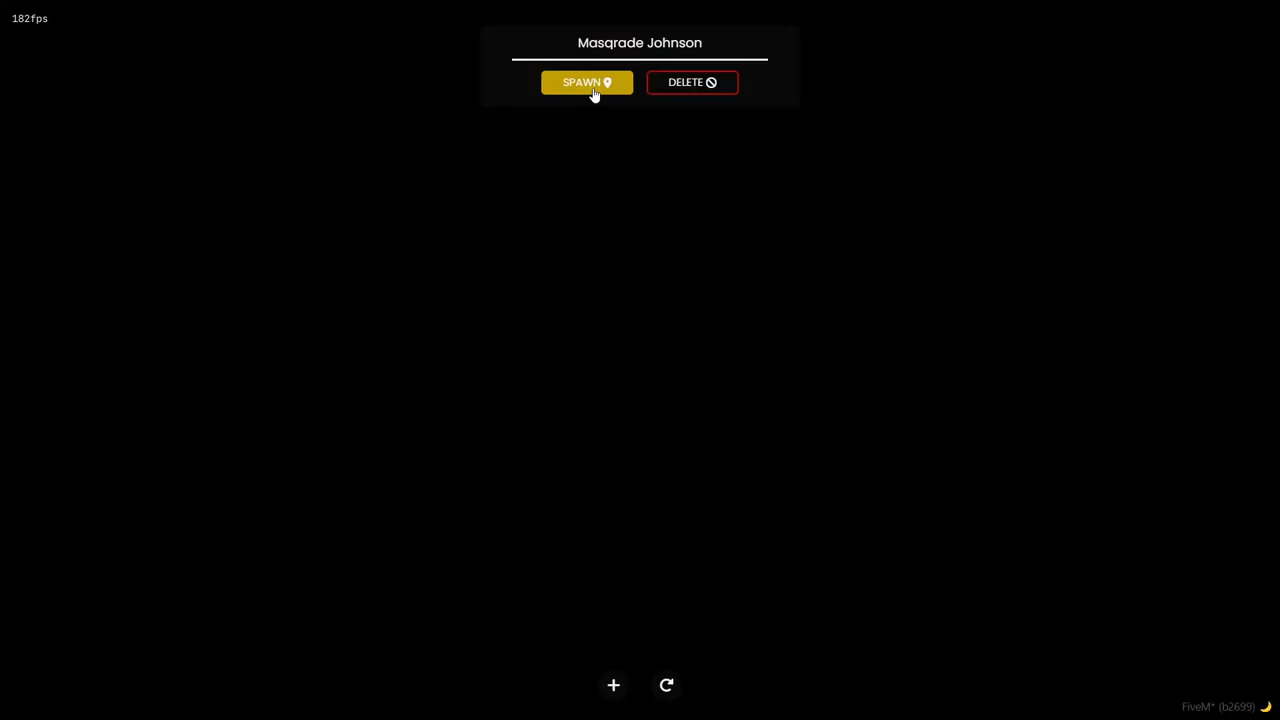 182fps
Masqrade Johnson
SPAWN
DELETE
FiveM* (b2699)